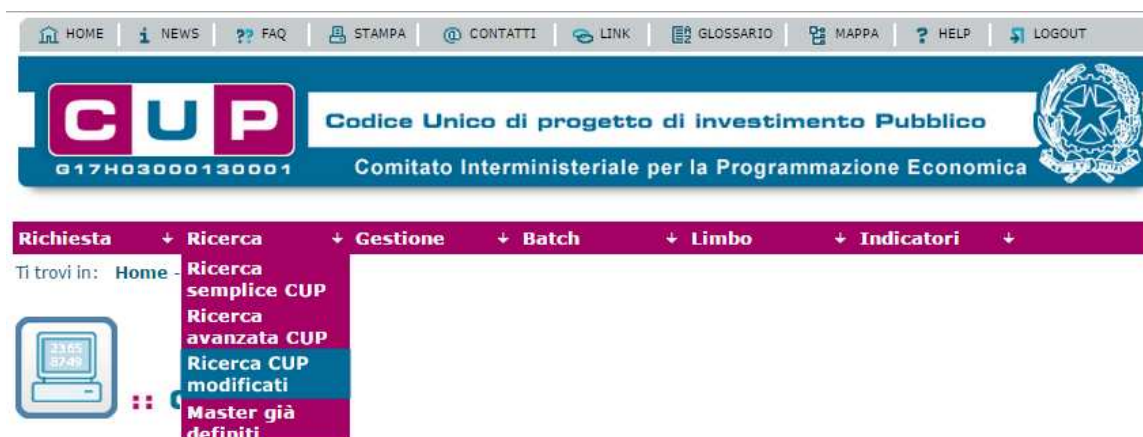 HOME NEWS FAQ STAMPA CONTATTI LINK GLOSSARIO MAPPA HELP LOGOUT
CUP
Codice Unico di progetto di investimento Pubblico
G17H03000130001
Comitato Interministeriale per la Programmazione Economica
Richiesta Ricerca Gestione Batch Limbo Indicatori
Ti trovi in: Home -
Ricerca
semplice CUP
Ricerca
avanzata CUP
Ricerca CUP
modificati
Master già
definiti
2365
8749
::